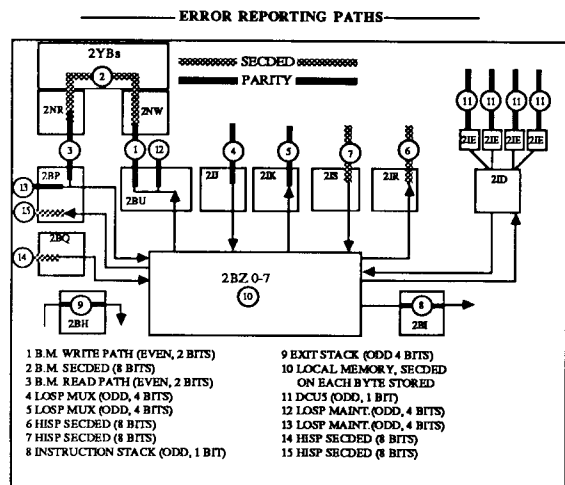 ERROR REPORTING PATHS
2YBs
SECDED
PARITY
2
2NR
2NW
11 11 11 11
3
1 12
4 5 7 6
2IE 2IE 2IE 2IE
2BP
2BU
2IJ 2IK 2IS 2IR
2ID
13
15
2BQ
14
2BZ 0-7
10
9
2BH
8
2BI
1 B.M. WRITE PATH (EVEN, 2 BITS)
2 B.M. SECDED (8 BITS)
3 B.M. READ PATH (EVEN, 2 BITS)
4 LOSP MUX (ODD, 4 BITS)
5 LOSP MUX (ODD, 4 BITS)
6 HISP SECDED (8 BITS)
7 HISP SECDED (8 BITS)
8 INSTRUCTION STACK (ODD, 1 BIT)
9 EXIT STACK (ODD 4 BITS)
10 LOCAL MEMORY, SECDED
ON EACH BYTE STORED
11 DCU5 (ODD, 1 BIT)
12 LOSP MAINT.(ODD, 4 BITS)
13 LOSP MAINT.(ODD, 4 BITS)
14 HISP SECDED (8 BITS)
15 HISP SECDED (8 BITS)